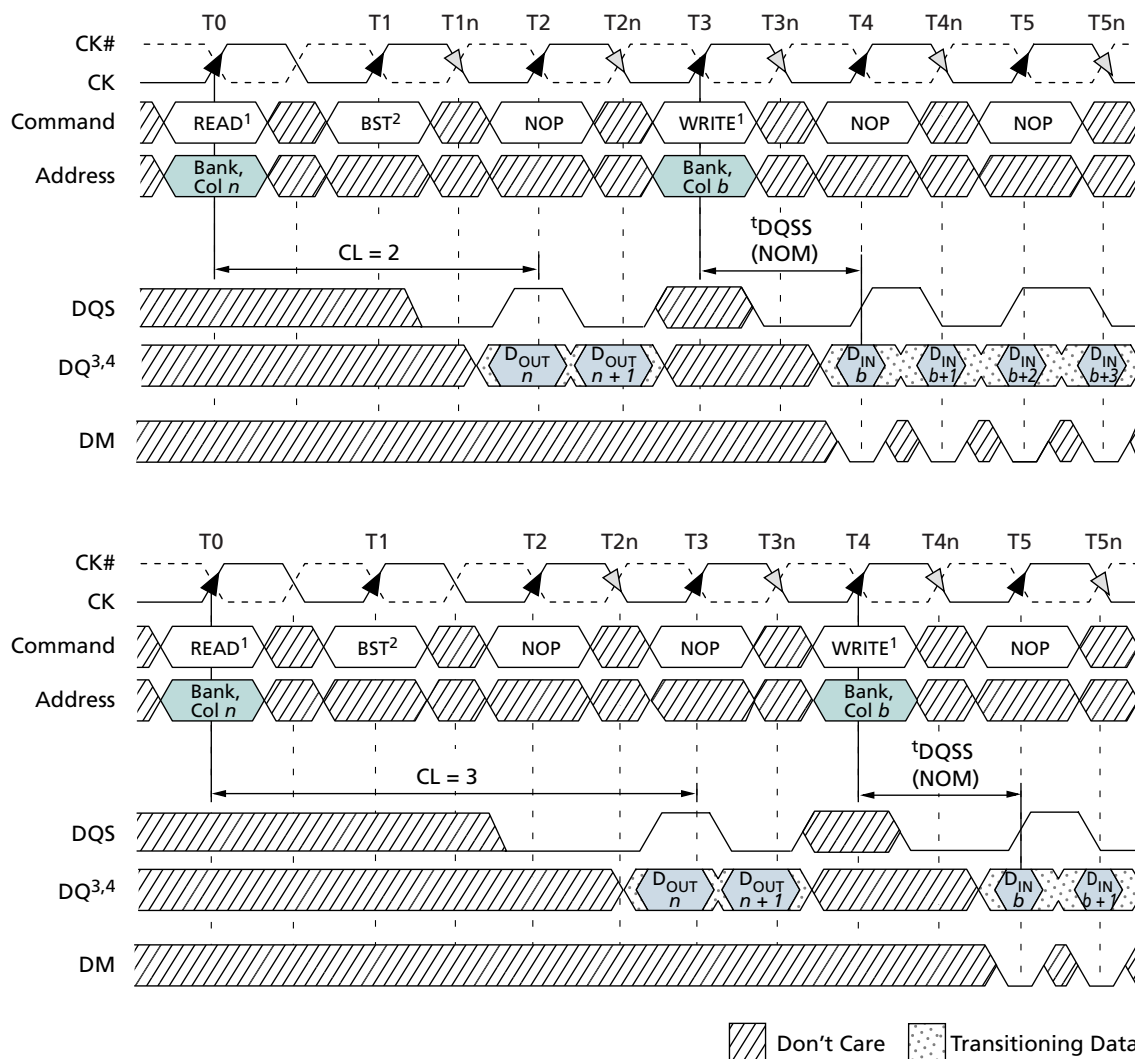 T0 T1 T1n T2 T2n T3 T3n T4 T4n T5 T5n
CK#
CK
Command READ1 BST2 NOP WRITE1 NOP NOP
Address Bank, Col n Bank, Col b
tDQSS (NOM)
CL = 2
DQS
DQ3,4 DOUT n DOUT n + 1 DIN b DIN b+1 DIN b+2 DIN b+3
DM
T0 T1 T2 T2n T3 T3n T4 T4n T5 T5n
CK#
CK
Command READ1 BST2 NOP NOP WRITE1 NOP
Address Bank, Col n Bank, Col b
tDQSS (NOM)
CL = 3
DQS
DQ3,4 DOUT n DOUT n + 1 DIN b DIN b + 1
DM
Don't Care Transitioning Data